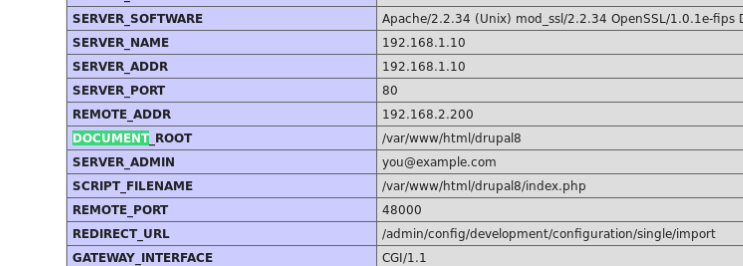 SERVER_SOFTWARE Apache/2.2.34 (Unix) mod_ssl/2.2.34 OpenSSL/1.0.1e-fips
SERVER_NAME 192.168.1.10
SERVER_ADDR 192.168.1.10
SERVER_PORT 80
REMOTE_ADDR 192.168.2.200
DOCUMENT_ROOT /var/www/html/drupal8
SERVER_ADMIN you@example.com
SCRIPT_FILENAME /var/www/html/drupal8/index.php
REMOTE_PORT 48000
REDIRECT_URL /admin/config/development/configuration/single/import
GATEWAY_INTERFACE CGI/1.1